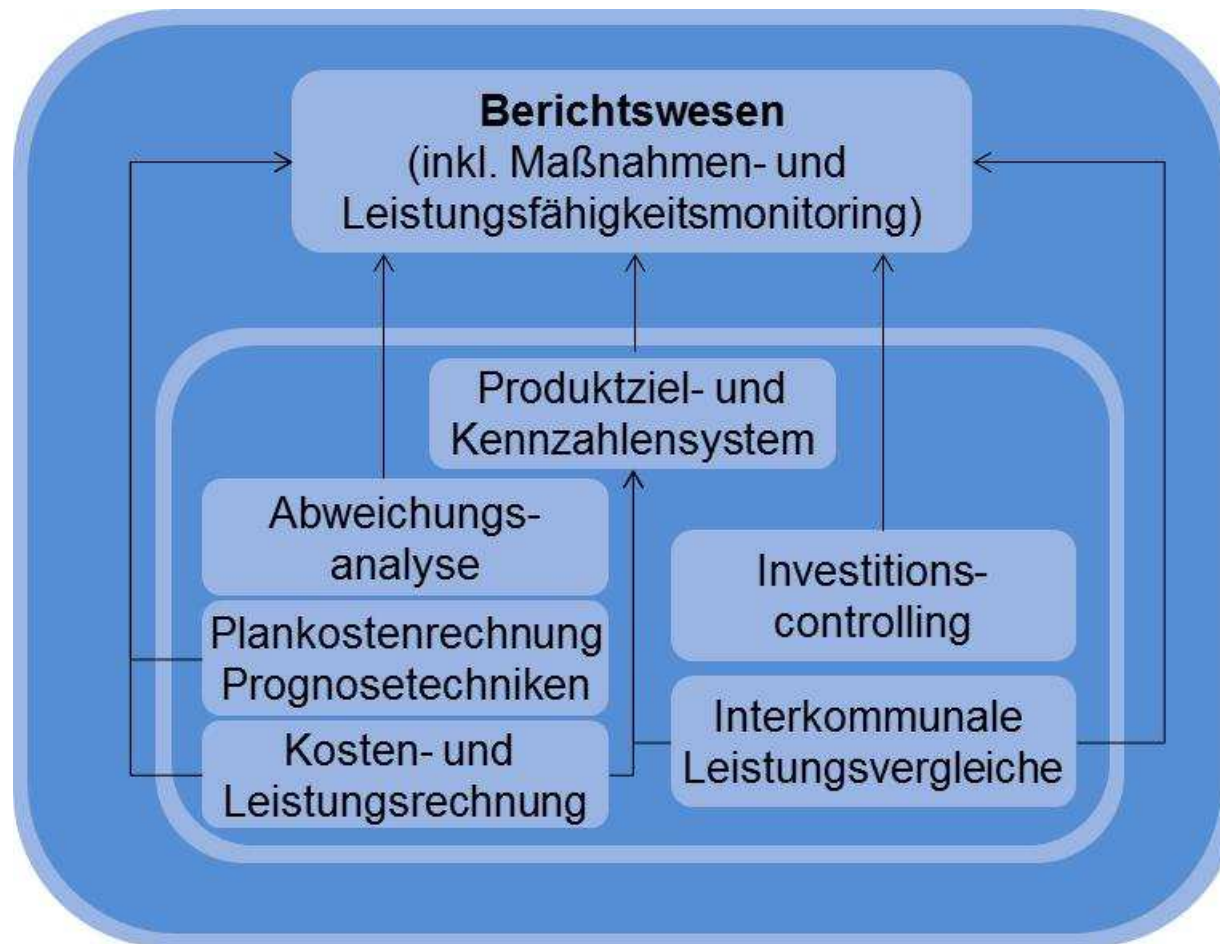 Berichtswesen
(inkl. Maßnahmen- und
Leistungsfähigkeitsmonitoring)
Produktziel- und
Kennzahlensystem
Abweichungs-
analyse
Plankostenrechnung
Prognosetechniken
Kosten- und
Leistungsrechnung
Investitions-
controlling
Interkommunale
Leistungsvergleiche